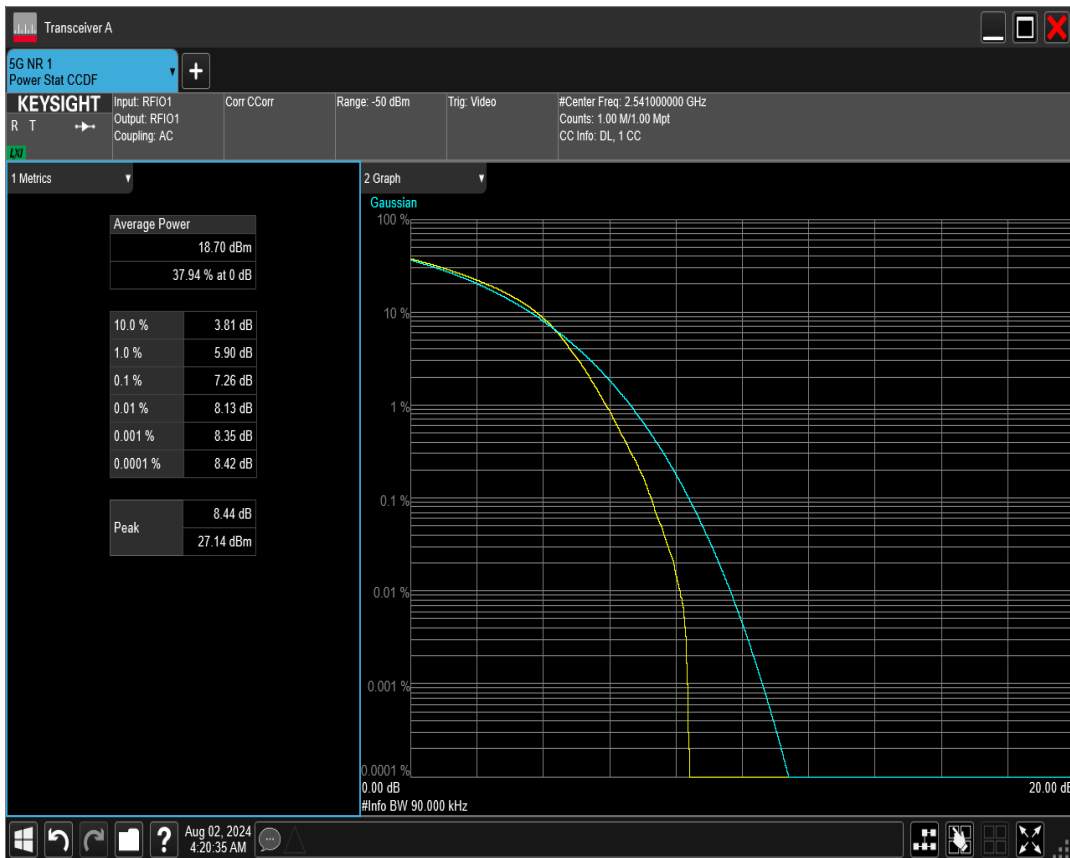 Transceiver A
5G NR 1
Power Stat CCDF
+
KEYSIGHT
R T
LXI
Input: RFIO1
Output: RFIO1
Coupling: AC
Corr CCorr
Range: -50 dBm
Trig: Video
#Center Freq: 2.541000000 GHz
Counts: 1.00 M/1.00 Mpt
CC Info: DL, 1 CC
1 Metrics
Average Power
18.70 dBm
37.94 % at 0 dB
10.0 % 3.81 dB
1.0 % 5.90 dB
0.1 % 7.26 dB
0.01 % 8.13 dB
0.001 % 8.35 dB
0.0001 % 8.42 dB
Peak
8.44 dB
27.14 dBm
2 Graph
Gaussian
100 %
10 %
1 %
0.1 %
0.01 %
0.001 %
0.0001 %
0.00 dB
20.00 dB
#Info BW 90.000 kHz
?
Aug 02, 2024
4:20:35 AM